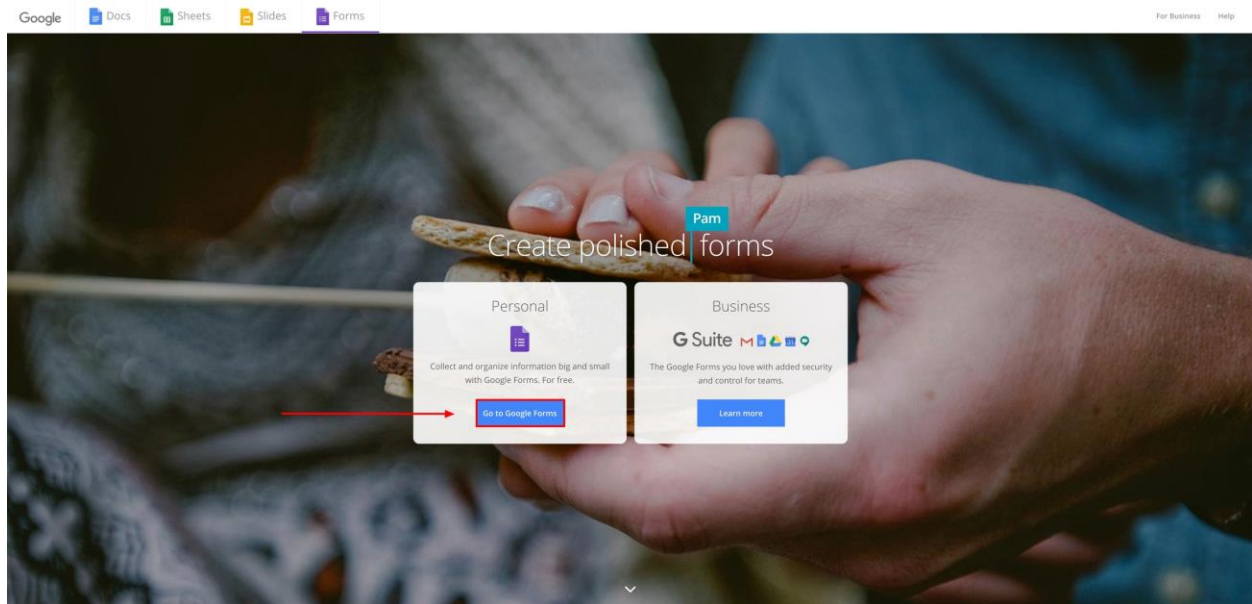 Google Docs Sheets Slides Forms For Business Help
Pam
Create polished forms
Personal
Collect and organize information big and small
with Google Forms. For free.
Go to Google Forms
Business
G Suite
The Google Forms you love with added security
and control for teams.
Learn more